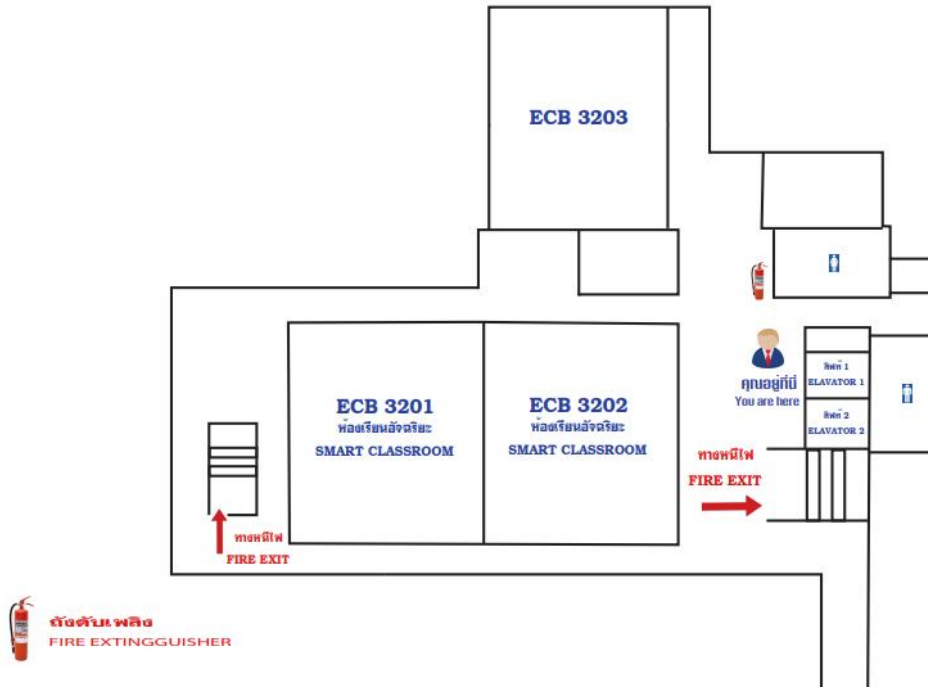 ECB 3203
ลิฟท์ 1
ELAVATOR 1
คุณอยู่ที่นี่
You are here
ลิฟท์ 2
ELAVATOR 2
ECB 3201
ห้องเรียนอัจฉริยะ
SMART CLASSROOM
ECB 3202
ห้องเรียนอัจฉริยะ
SMART CLASSROOM
ทางหนีไฟ
FIRE EXIT
ทางหนีไฟ
FIRE EXIT
ถังดับเพลิง
FIRE EXTINGGUISHER